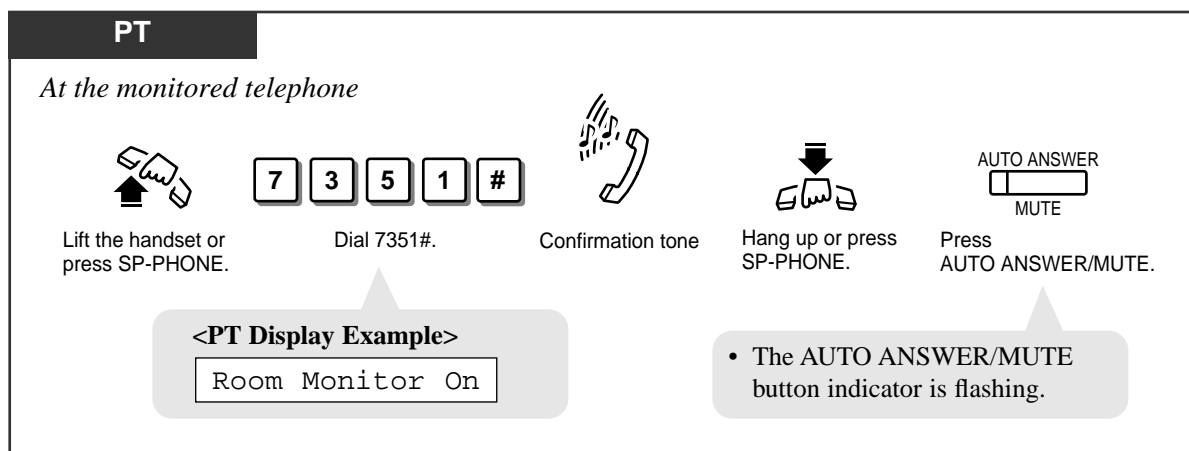 PT
At the monitored telephone
7 3 5 1 #
AUTO ANSWER
MUTE
Lift the handset or
press SP-PHONE.
Dial 7351#.
Confirmation tone
Hang up or press
SP-PHONE.
Press
AUTO ANSWER/MUTE.
<PT Display Example>
Room Monitor On
• The AUTO ANSWER/MUTE
button indicator is flashing.